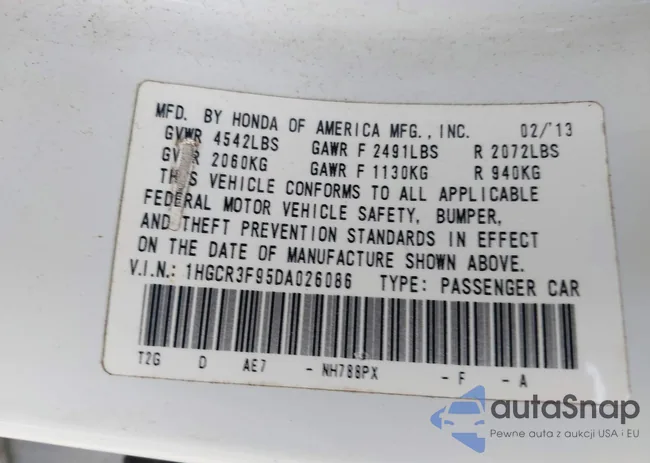 MFD. BY HONDA OF AMERICA MFG., INC. 02/'13
GVWR 4542LBS GAWR F 2491LBS R 2072LBS
GVWR 2060KG GAWR F 1130KG R 940KG
THIS VEHICLE CONFORMS TO ALL APPLICABLE
FEDERAL MOTOR VEHICLE SAFETY, BUMPER,
AND THEFT PREVENTION STANDARDS IN EFFECT
ON THE DATE OF MANUFACTURE SHOWN ABOVE.
V.I.N.: 1HGCR3F95DA026086 TYPE: PASSENGER CAR
T2G D AE7 - NH788PX - F - A
autaSnap
Pewne auta z aukcji USA i EU